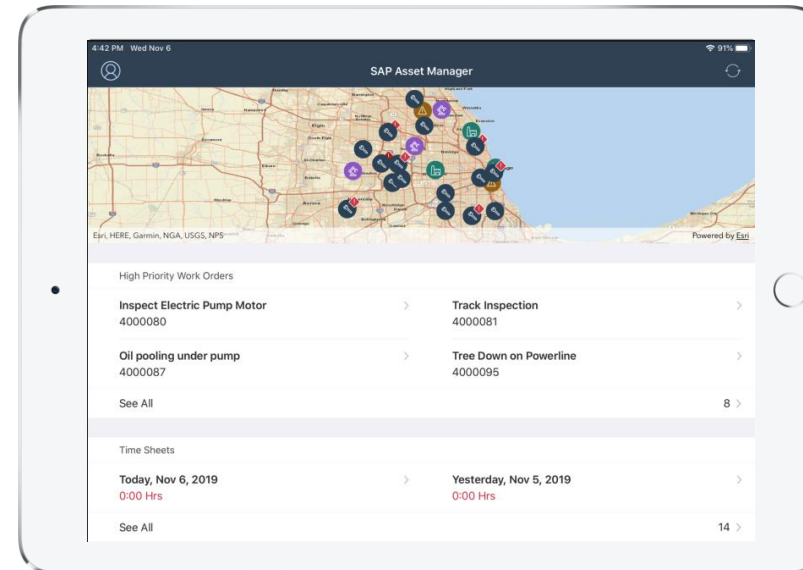 4:42 PM Wed Nov 6
91%
SAP Asset Manager
Esri, HERE, Garmin, NGA, USGS, NPS
Powered by Esri
High Priority Work Orders
Inspect Electric Pump Motor
4000080
Track Inspection
4000081
Oil pooling under pump
4000087
Tree Down on Powerline
4000095
See All
8
Time Sheets
Today, Nov 6, 2019
0:00 Hrs
Yesterday, Nov 5, 2019
0:00 Hrs
See All
14